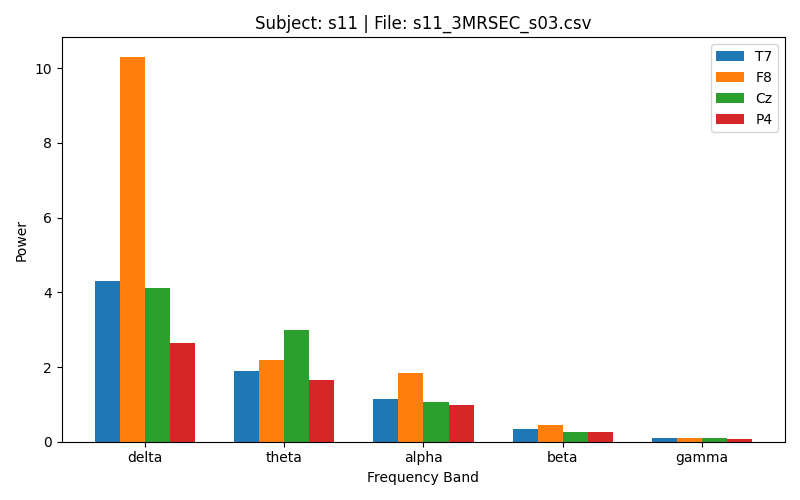 Subject: s11 | File: s11_3MRSEC_s03.csv
T7
F8
Cz
P4
10
8
6
4
2
0
Power
delta theta alpha beta gamma
Frequency Band